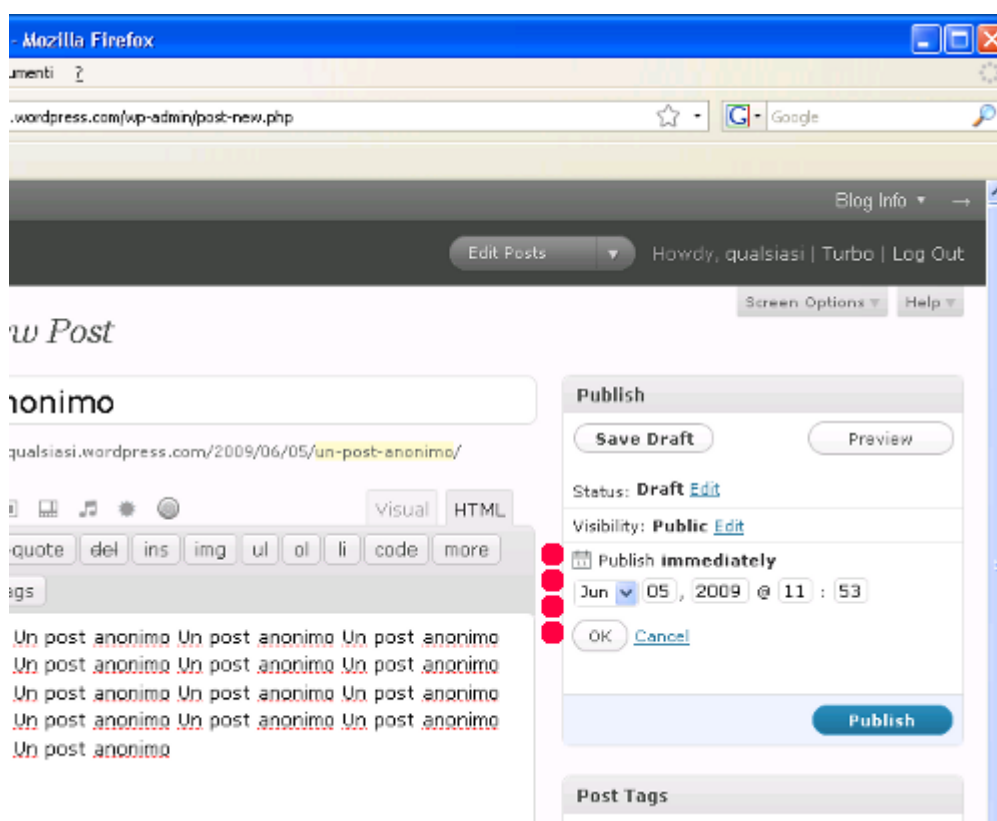 - Mozilla Firefox
umenti ?
.wordpress.com/wp-admin/post-new.php
Google
Blog Info
Edit Posts Howdy, qualsiasi | Turbo | Log Out
Screen Options Help
w Post
nonimo
Publish
Save Draft Preview
qualsiasi.wordpress.com/2009/06/05/un-post-anonimo/
Status: Draft Edit
Visual HTML
Visibility: Public Edit
-quote del ins img ul ol li code more
Publish immediately
ags
Jun 05, 2009 @ 11 : 53
OK Cancel
Un post anonimo Un post anonimo Un post anonimo
Un post anonimo Un post anonimo Un post anonimo
Un post anonimo Un post anonimo Un post anonimo
Un post anonimo Un post anonimo Un post anonimo
Un post anonimo
Publish
Post Tags